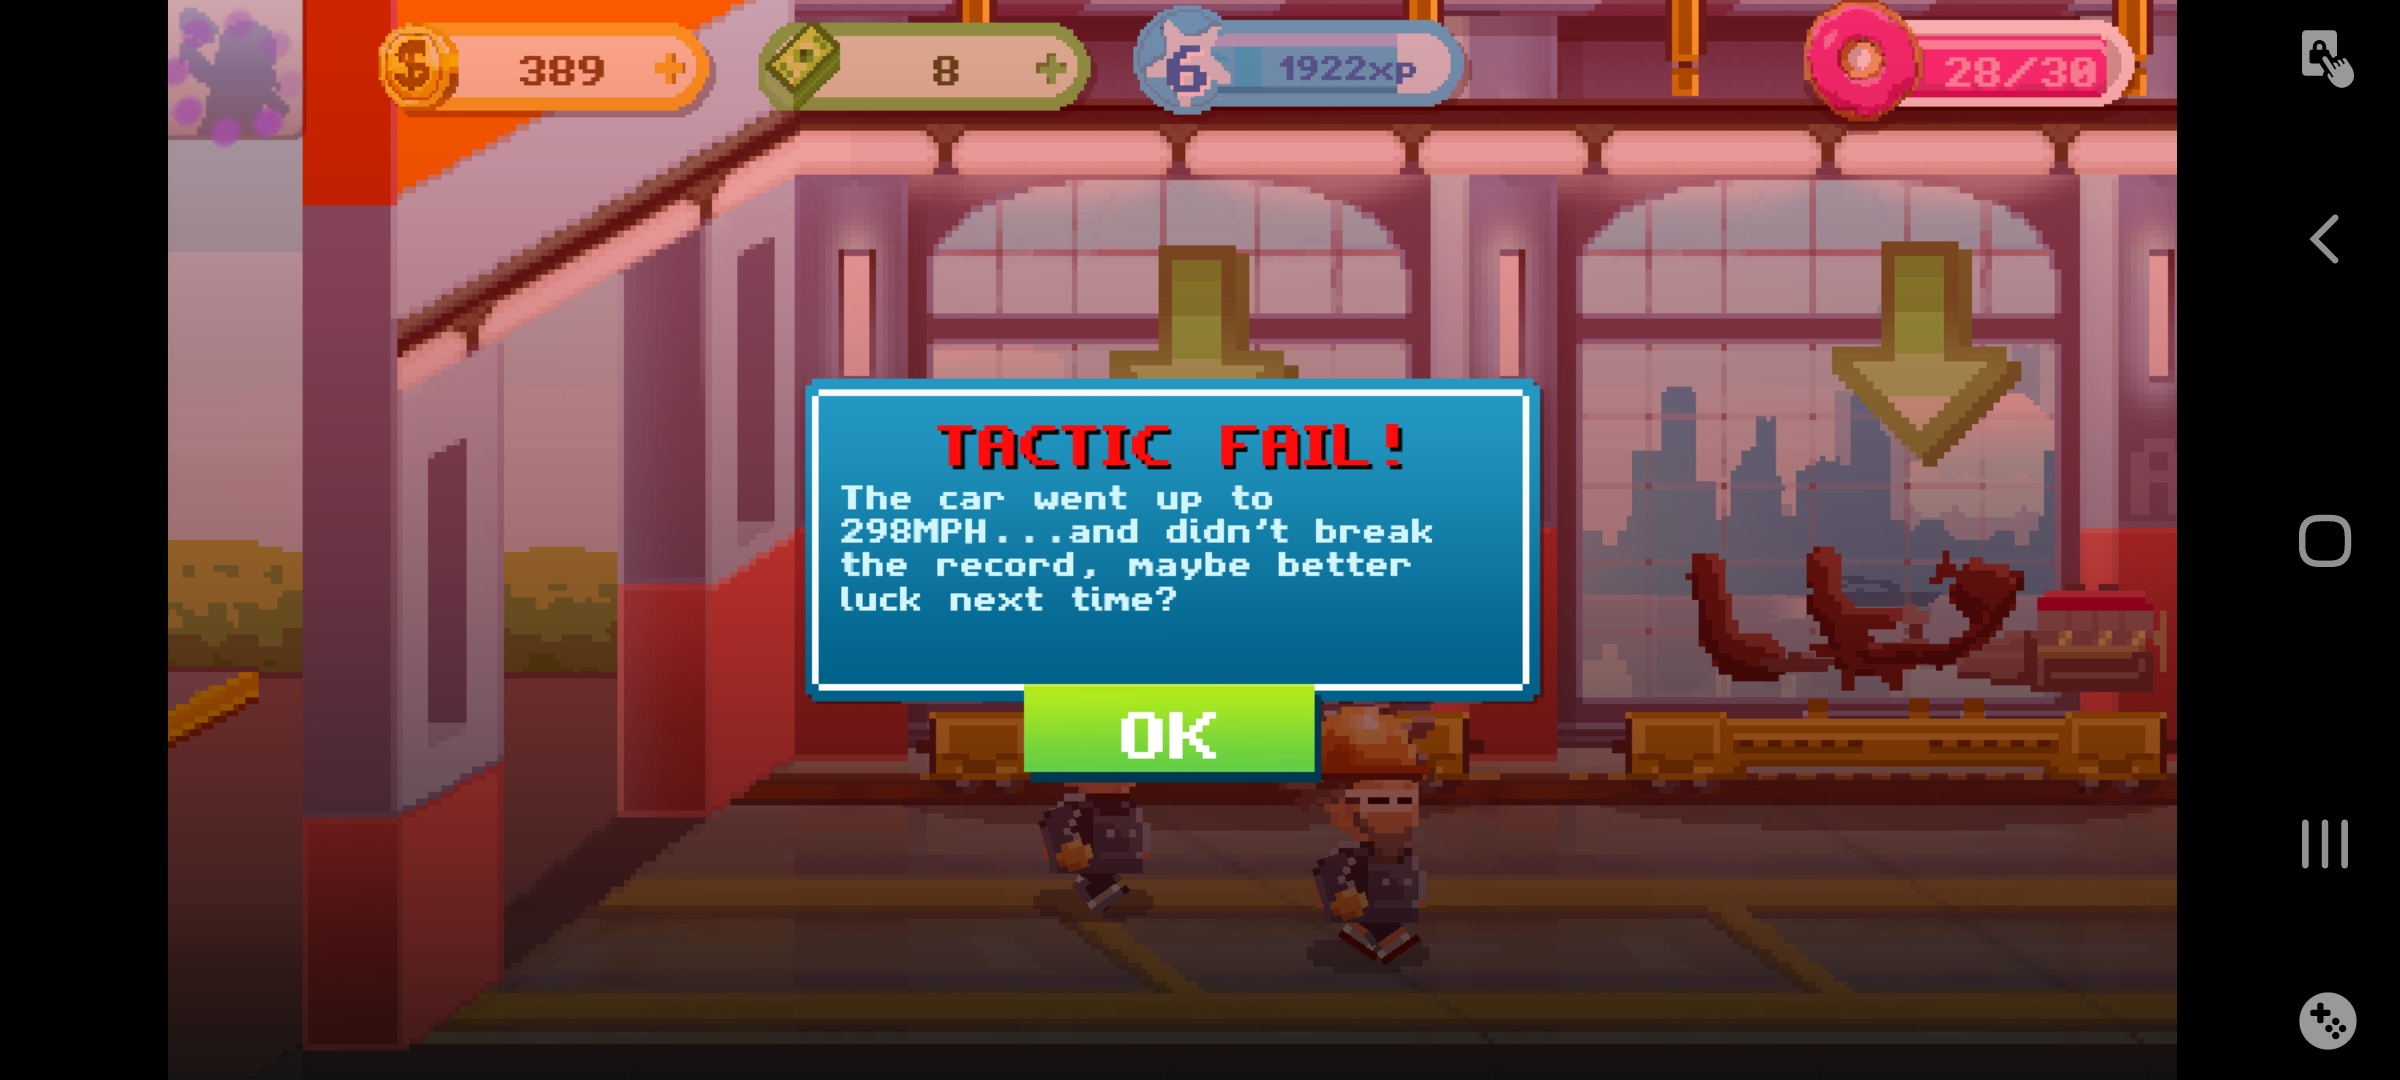 389
8
6
1922xp
28/30
TACTIC FAIL!
The car went up to
298MPH...and didn't break
the record, maybe better
luck next time?
OK